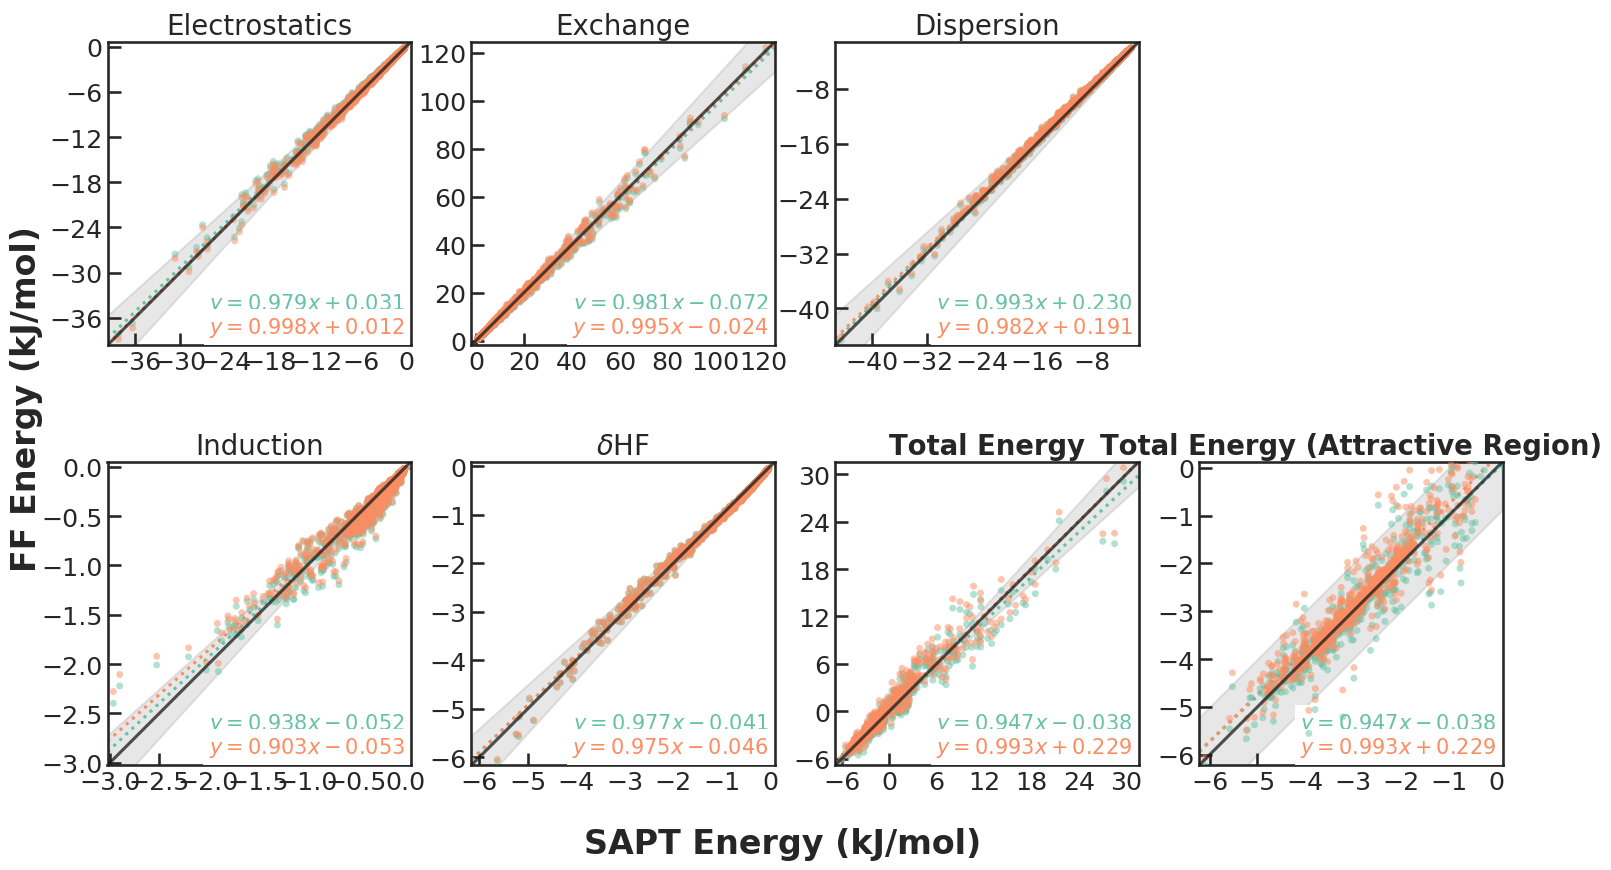 Electrostatics
Exchange
Dispersion
0
−6
−12
−18
−24
−30
−36
120
100
80
60
40
20
0
−8
−16
−24
−32
−40
v = 0.979x + 0.031
y = 0.998x + 0.012
v = 0.981x − 0.072
y = 0.995x − 0.024
v = 0.993x + 0.230
y = 0.982x + 0.191
−36 −30 −24 −18 −12 −6 0
0 20 40 60 80 100 120
−40 −32 −24 −16 −8
FF Energy (kJ/mol)
Induction
δHF
Total Energy
Total Energy (Attractive Region)
0.0
−0.5
−1.0
−1.5
−2.0
−2.5
−3.0
0
−1
−2
−3
−4
−5
−6
30
24
18
12
6
0
−6
0
−1
−2
−3
−4
−5
−6
v = 0.938x − 0.052
y = 0.903x − 0.053
v = 0.977x − 0.041
y = 0.975x − 0.046
v = 0.947x − 0.038
y = 0.993x + 0.229
v = 0.947x − 0.038
y = 0.993x + 0.229
−3.0 −2.5 −2.0 −1.5 −1.0 −0.5 0.0
−6 −5 −4 −3 −2 −1 0
−6 0 6 12 18 24 30
−6 −5 −4 −3 −2 −1 0
SAPT Energy (kJ/mol)